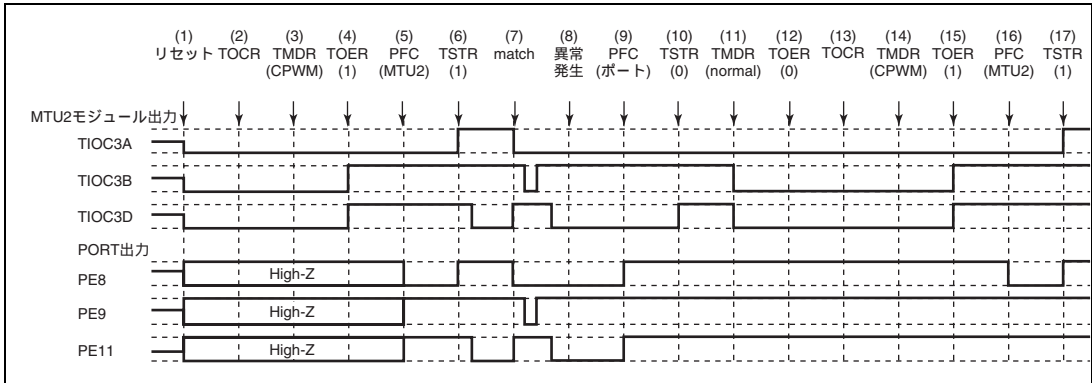 (1) (2) (3) (4) (5) (6) (7) (8) (9) (10) (11) (12) (13) (14) (15) (16) (17)
リセット TOCR TMDR TOER PFC TSTR match 異常 PFC TSTR TMDR TOER TOCR TMDR TOER PFC TSTR
(CPWM) (1) (MTU2) (1) 発生 (ポート) (0) (normal) (0) (CPWM) (1) (MTU2) (1)
MTU2モジュール出力
TIOC3A
TIOC3B
TIOC3D
PORT出力
PE8 High-Z
PE9 High-Z
PE11 High-Z